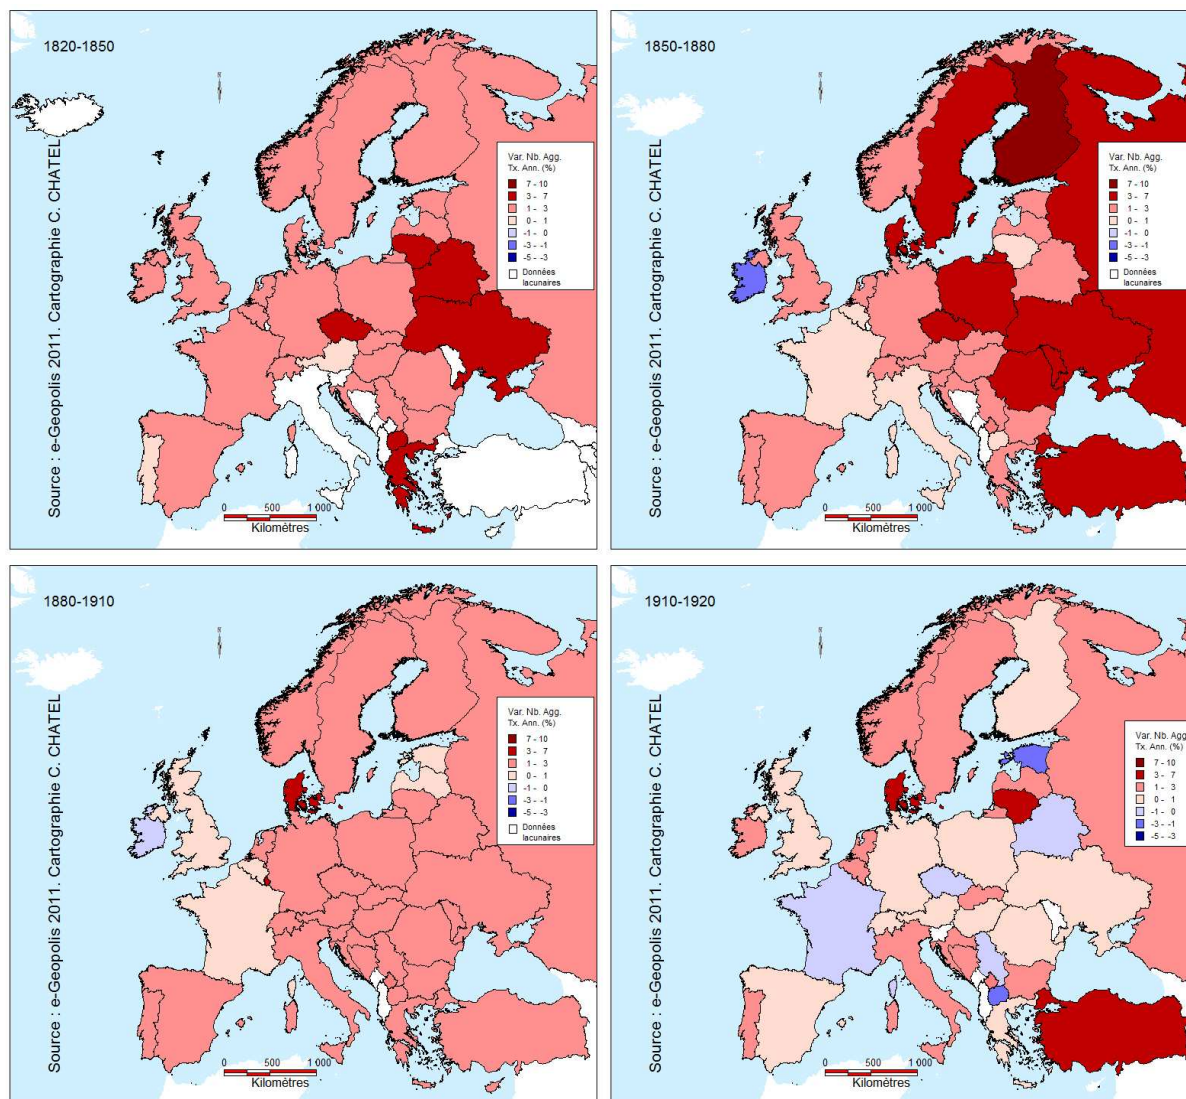 1820-1850
Source : e-Geopolis 2011. Cartographie C. CHATEL
N
Var. Nb. Agg.
Tx. Ann. (%)
7 - 10
3 - 7
1 - 3
0 - 1
-1 - 0
-3 - -1
-5 - -3
Données
lacunaires
0 500 1 000
Kilomètres
1850-1880
Source : e-Geopolis 2011. Cartographie C. CHATEL
N
Var. Nb. Agg.
Tx. Ann. (%)
7 - 10
3 - 7
1 - 3
0 - 1
-1 - 0
-3 - -1
-5 - -3
Données
lacunaires
0 500 1 000
Kilomètres
1880-1910
Source : e-Geopolis 2011. Cartographie C. CHATEL
N
Var. Nb. Agg.
Tx. Ann. (%)
7 - 10
3 - 7
1 - 3
0 - 1
-1 - 0
-3 - -1
-5 - -3
Données
lacunaires
0 500 1 000
Kilomètres
1910-1920
Source : e-Geopolis 2011. Cartographie C. CHATEL
N
Var. Nb. Agg.
Tx. Ann. (%)
7 - 10
3 - 7
1 - 3
0 - 1
-1 - 0
-3 - -1
-5 - -3
0 500 1 000
Kilomètres